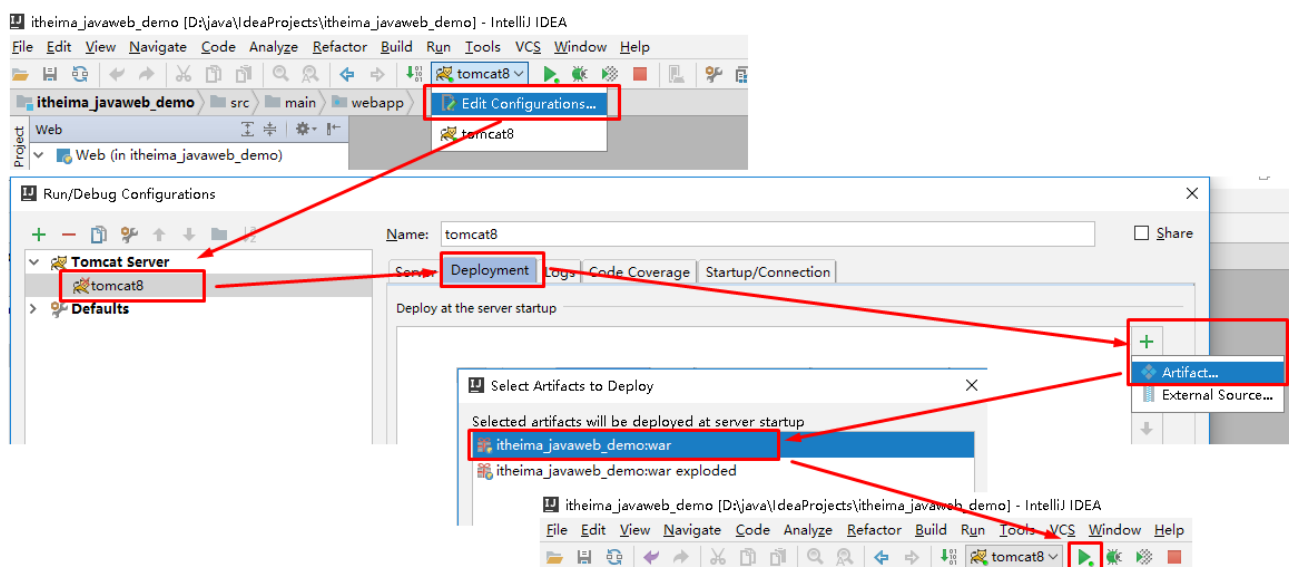 itheima_javaweb_demo [D:\java\IdeaProjects\itheima_javaweb_demo] - IntelliJ IDEA
File Edit View Navigate Code Analyze Refactor Build Run Tools VCS Window Help
tomcat8
itheima_javaweb_demo src main webapp
Edit Configurations...
Project
Web
tomcat8
Web (in itheima_javaweb_demo)
Run/Debug Configurations
Name: tomcat8 Share
Tomcat Server
Server Deployment Logs Code Coverage Startup/Connection
tomcat8
Defaults
Deploy at the server startup
Artifact...
External Source...
Select Artifacts to Deploy
Selected artifacts will be deployed at server startup
itheima_javaweb_demo:war
itheima_javaweb_demo:war exploded
itheima_javaweb_demo [D:\java\IdeaProjects\itheima_javaweb_demo] - IntelliJ IDEA
File Edit View Navigate Code Analyze Refactor Build Run Tools VCS Window Help
tomcat8